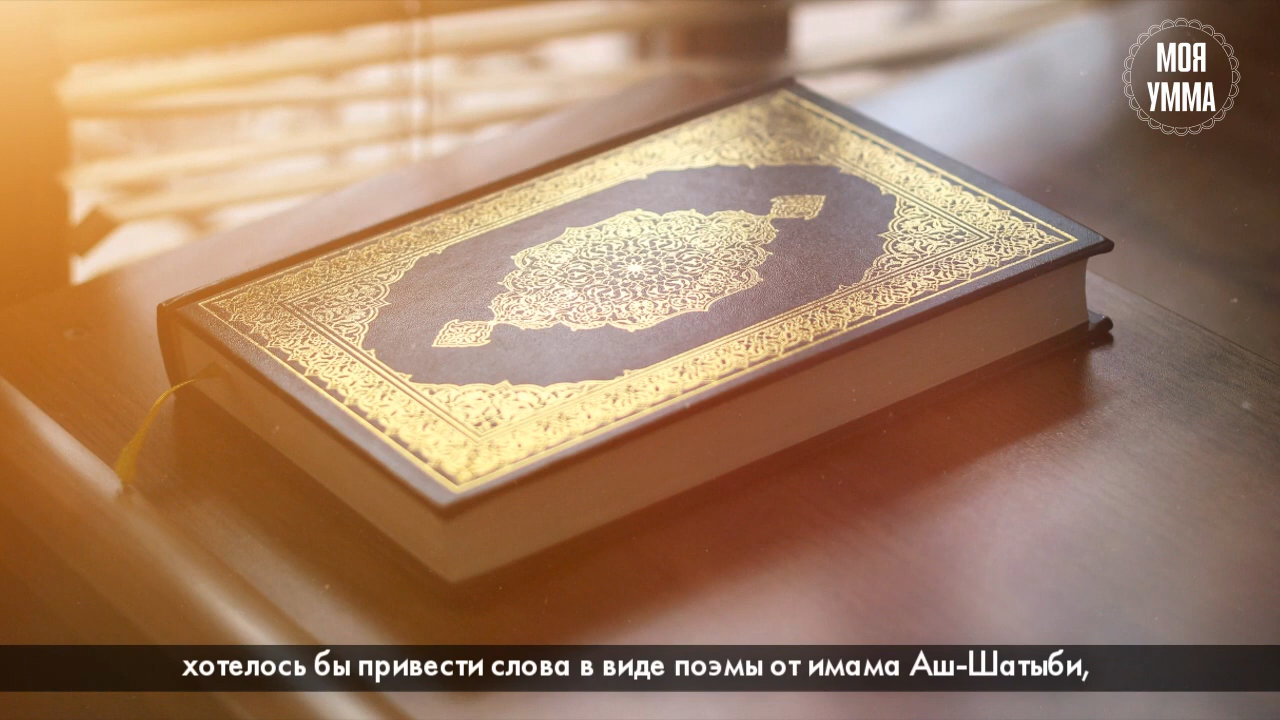 МОЯ
УММА
хотелось бы привести слова в виде поэмы от имама Аш-Шатыби,